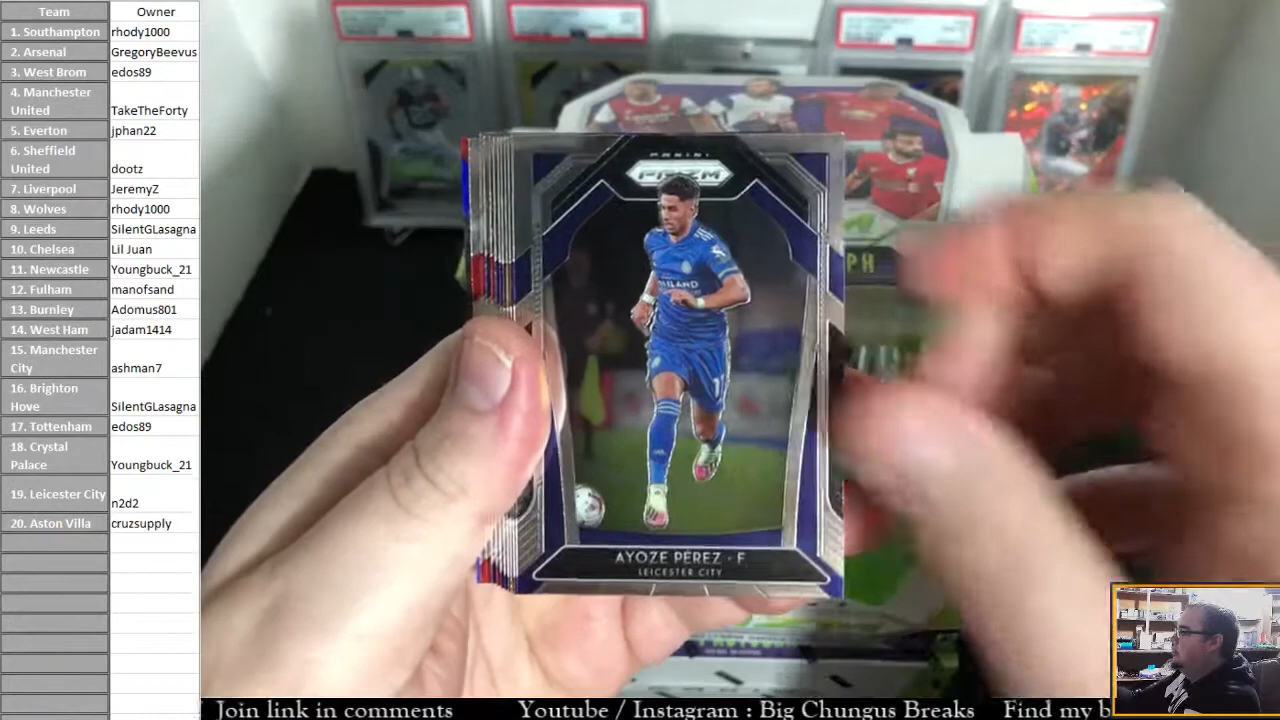 Team Owner
1. Southampton rhody1000
2. Arsenal GregoryBeevus
3. West Brom edos89
4. Manchester
United TakeTheForty
5. Everton jphan22
6. Sheffield
United dootz
7. Liverpool JeremyZ
8. Wolves rhody1000
9. Leeds SilentGLasagna
10. Chelsea Lil Juan
11. Newcastle Youngbuck_21
12. Fulham manofsand
13. Burnley Adomus801
14. West Ham jadam1414
15. Manchester
City ashman7
16. Brighton
Hove SilentGLasagna
17. Tottenham edos89
18. Crystal
Palace Youngbuck_21
19. Leicester City n2d2
20. Aston Villa cruzsupply
PANINI
PRIZM
PH
AYOZE PÉREZ - F
LEICESTER CITY
Join link in comments Youtube / Instagram : Big Chungus Breaks Find my b